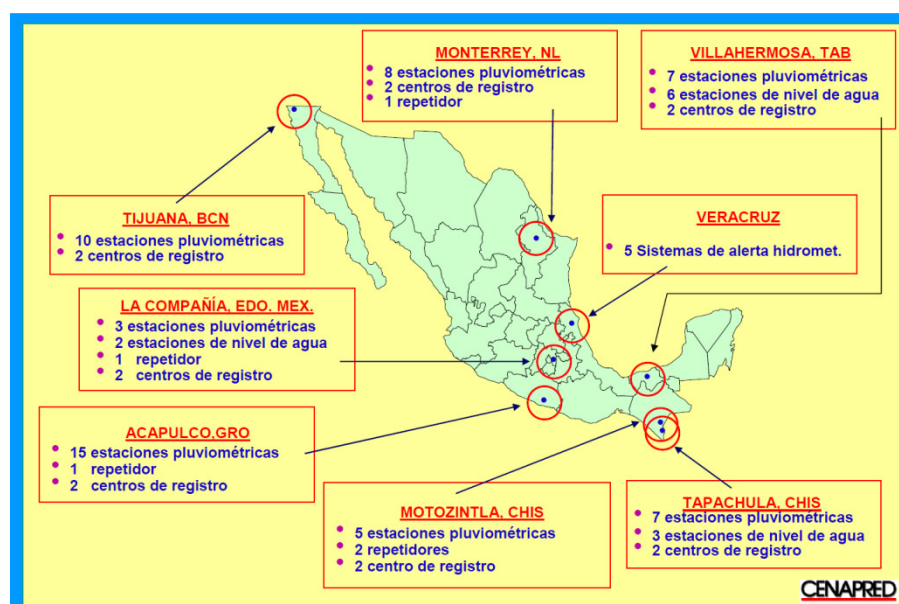 MONTERREY, NL
8 estaciones pluviométricas
2 centros de registro
1 repetidor
VILLAHERMOSA, TAB
7 estaciones pluviométricas
6 estaciones de nivel de agua
2 centros de registro
TIJUANA, BCN
10 estaciones pluviométricas
2 centros de registro
VERACRUZ
5 Sistemas de alerta hidromet.
LA COMPAÑÍA, EDO. MEX.
3 estaciones pluviométricas
2 estaciones de nivel de agua
1 repetidor
2 centros de registro
ACAPULCO,GRO
15 estaciones pluviométricas
1 repetidor
2 centros de registro
MOTOZINTLA, CHIS
5 estaciones pluviométricas
2 repetidores
2 centro de registro
TAPACHULA, CHIS
7 estaciones pluviométricas
3 estaciones de nivel de agua
2 centros de registro
CENAPRED